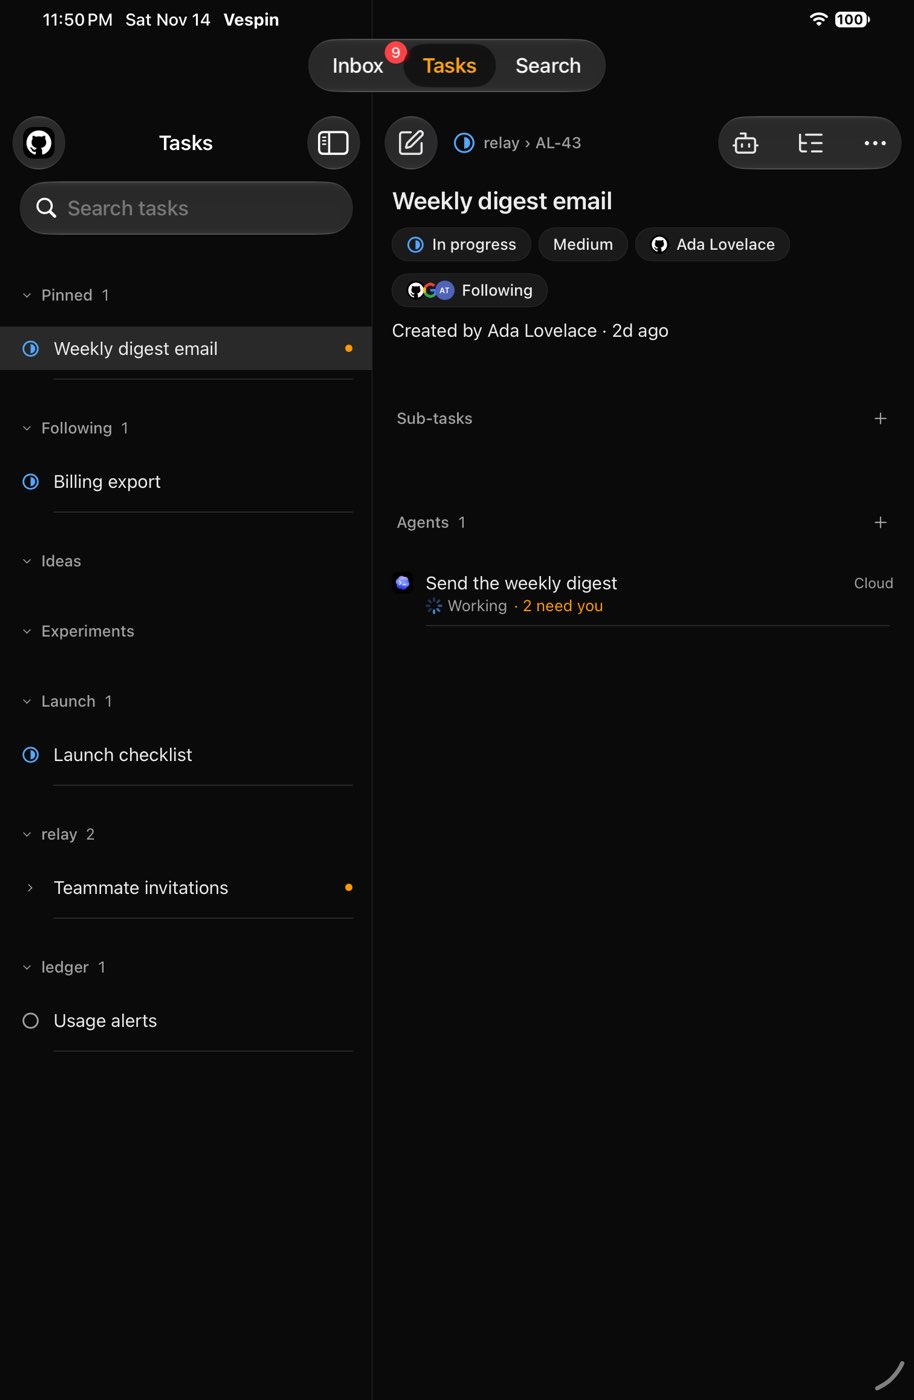 11:50 PM Sat Nov 14 Vespin
100
Inbox 9 Tasks Search
Tasks
Search tasks
Pinned 1
Weekly digest email
Following 1
Billing export
Ideas
Experiments
Launch 1
Launch checklist
relay 2
Teammate invitations
ledger 1
Usage alerts
relay › AL-43
Weekly digest email
In progress Medium Ada Lovelace
AT Following
Created by Ada Lovelace · 2d ago
Sub-tasks
Agents 1
Send the weekly digest Cloud
Working · 2 need you